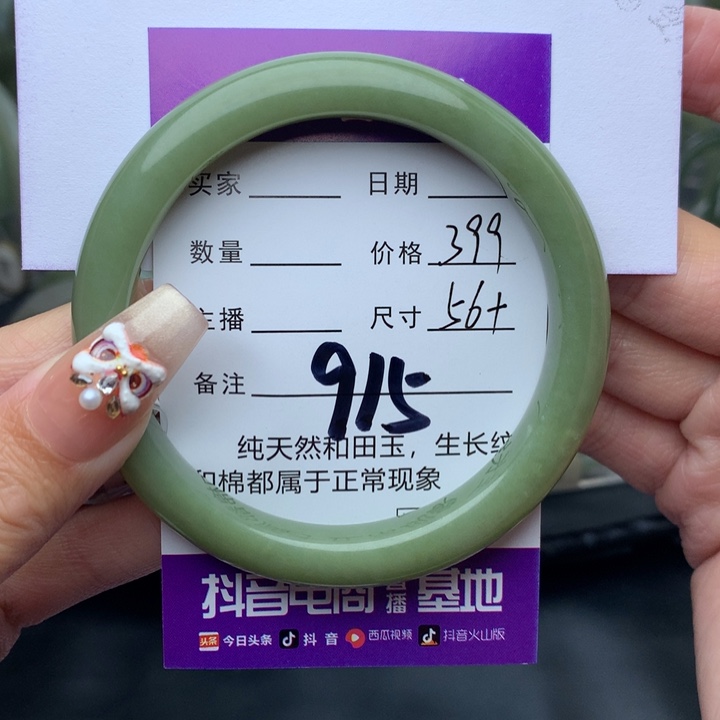 买家 日期
数量 价格 399
主播 尺寸 56+
备注 915
纯天然和田玉，生长纹
和棉都属于正常现象
抖音电商直播基地
头条 今日头条 抖音 西瓜视频 抖音火山版